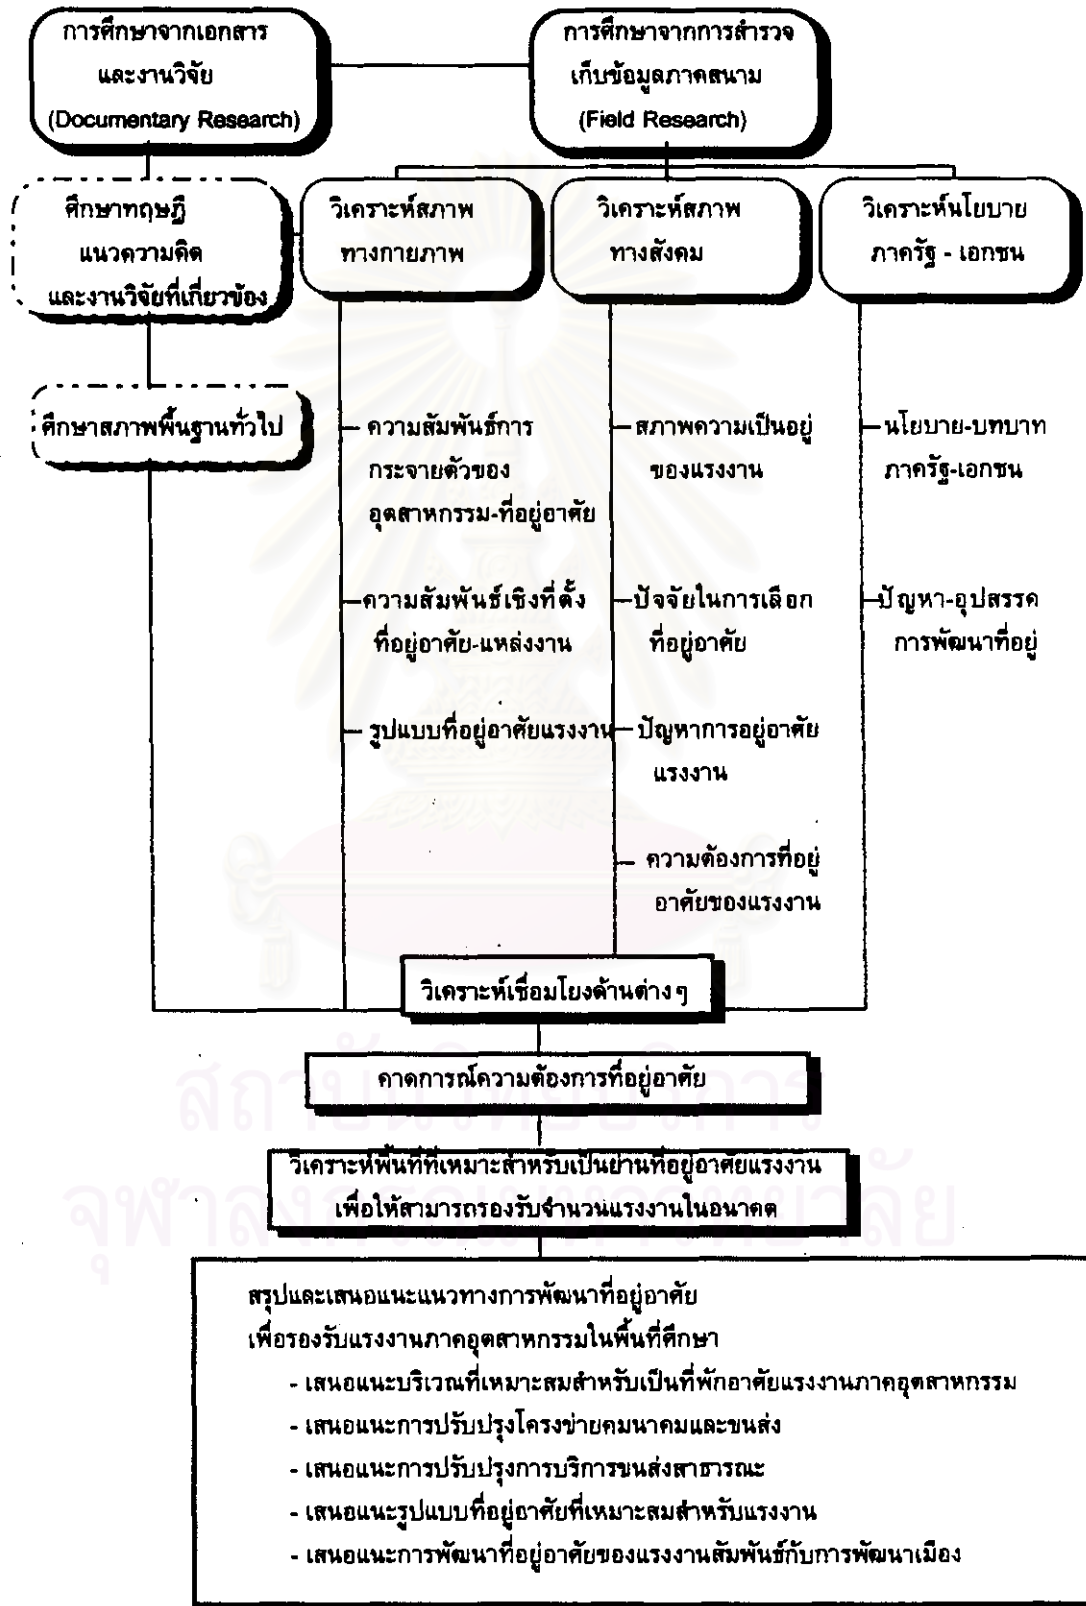 การศึกษาจากเอกสาร
และงานวิจัย
(Documentary Research)
การศึกษาจากการสำรวจ
เก็บข้อมูลภาคสนาม
(Field Research)
ศึกษาทฤษฎี
แนวความคิด
และงานวิจัยที่เกี่ยวข้อง
วิเคราะห์สภาพ
ทางกายภาพ
วิเคราะห์สภาพ
ทางสังคม
วิเคราะห์นโยบาย
ภาครัฐ - เอกชน
ศึกษาสภาพพื้นฐานทั่วไป
ความสัมพันธ์การ
กระจายตัวของ
อุตสาหกรรม-ที่อยู่อาศัย
ความสัมพันธ์เชิงที่ตั้ง
ที่อยู่อาศัย-แหล่งงาน
รูปแบบที่อยู่อาศัยแรงงาน
สภาพความเป็นอยู่
ของแรงงาน
ปัจจัยในการเลือก
ที่อยู่อาศัย
ปัญหาการอยู่อาศัย
แรงงาน
ความต้องการที่อยู่
อาศัยของแรงงาน
นโยบาย-บทบาท
ภาครัฐ-เอกชน
ปัญหา-อุปสรรค
การพัฒนาที่อยู่
วิเคราะห์เชื่อมโยงด้านต่างๆ
คาดการณ์ความต้องการที่อยู่อาศัย
วิเคราะห์พื้นที่ที่เหมาะสำหรับเป็นย่านที่อยู่อาศัยแรงงาน
เพื่อให้สามารถรองรับจำนวนแรงงานในอนาคต
สรุปและเสนอแนะแนวทางการพัฒนาที่อยู่อาศัย
เพื่อรองรับแรงงานภาคอุตสาหกรรมในพื้นที่ศึกษา
- เสนอแนะบริเวณที่เหมาะสมสำหรับเป็นที่พักอาศัยแรงงานภาคอุตสาหกรรม
- เสนอแนะการปรับปรุงโครงข่ายคมนาคมและขนส่ง
- เสนอแนะการปรับปรุงการบริการขนส่งสาธารณะ
- เสนอแนะรูปแบบที่อยู่อาศัยที่เหมาะสมสำหรับแรงงาน
- เสนอแนะการพัฒนาที่อยู่อาศัยของแรงงานสัมพันธ์กับการพัฒนาเมือง
สถาบันวิทยบริการ
จุฬาลงกรณ์มหาวิทยาลัย